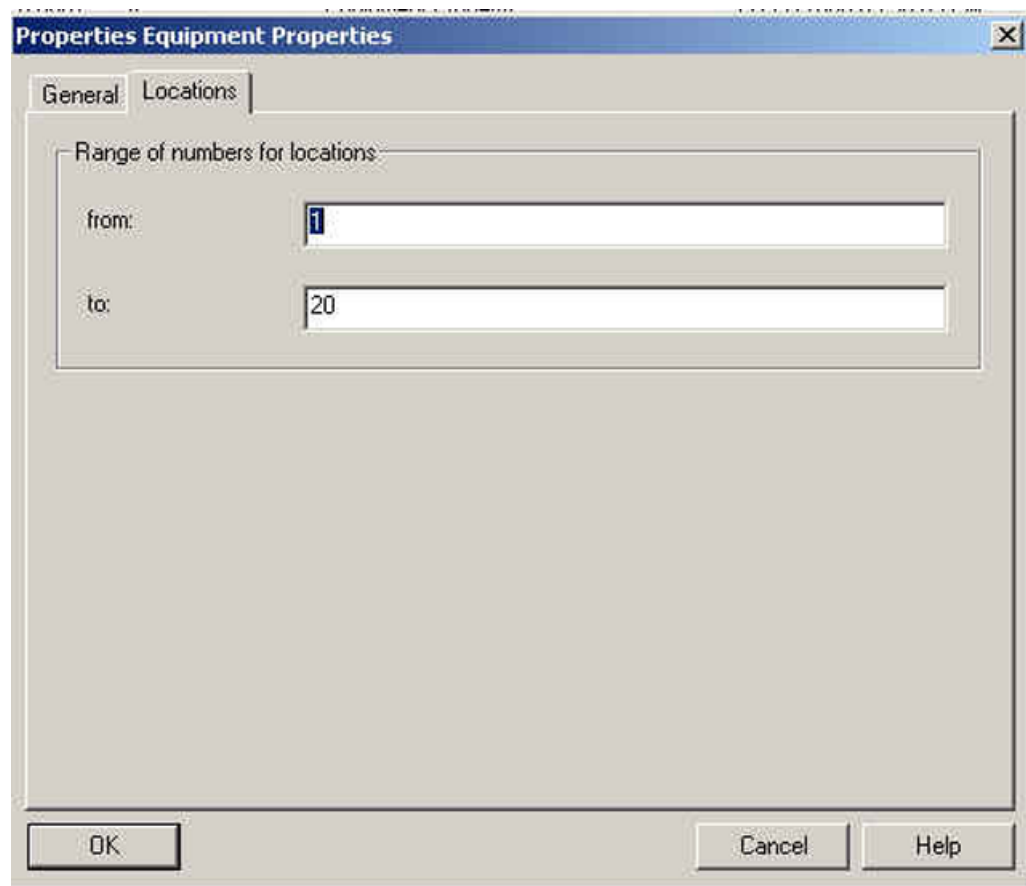 Properties Equipment Properties
General Locations
Range of numbers for locations
from: 1
to: 20
OK Cancel Help